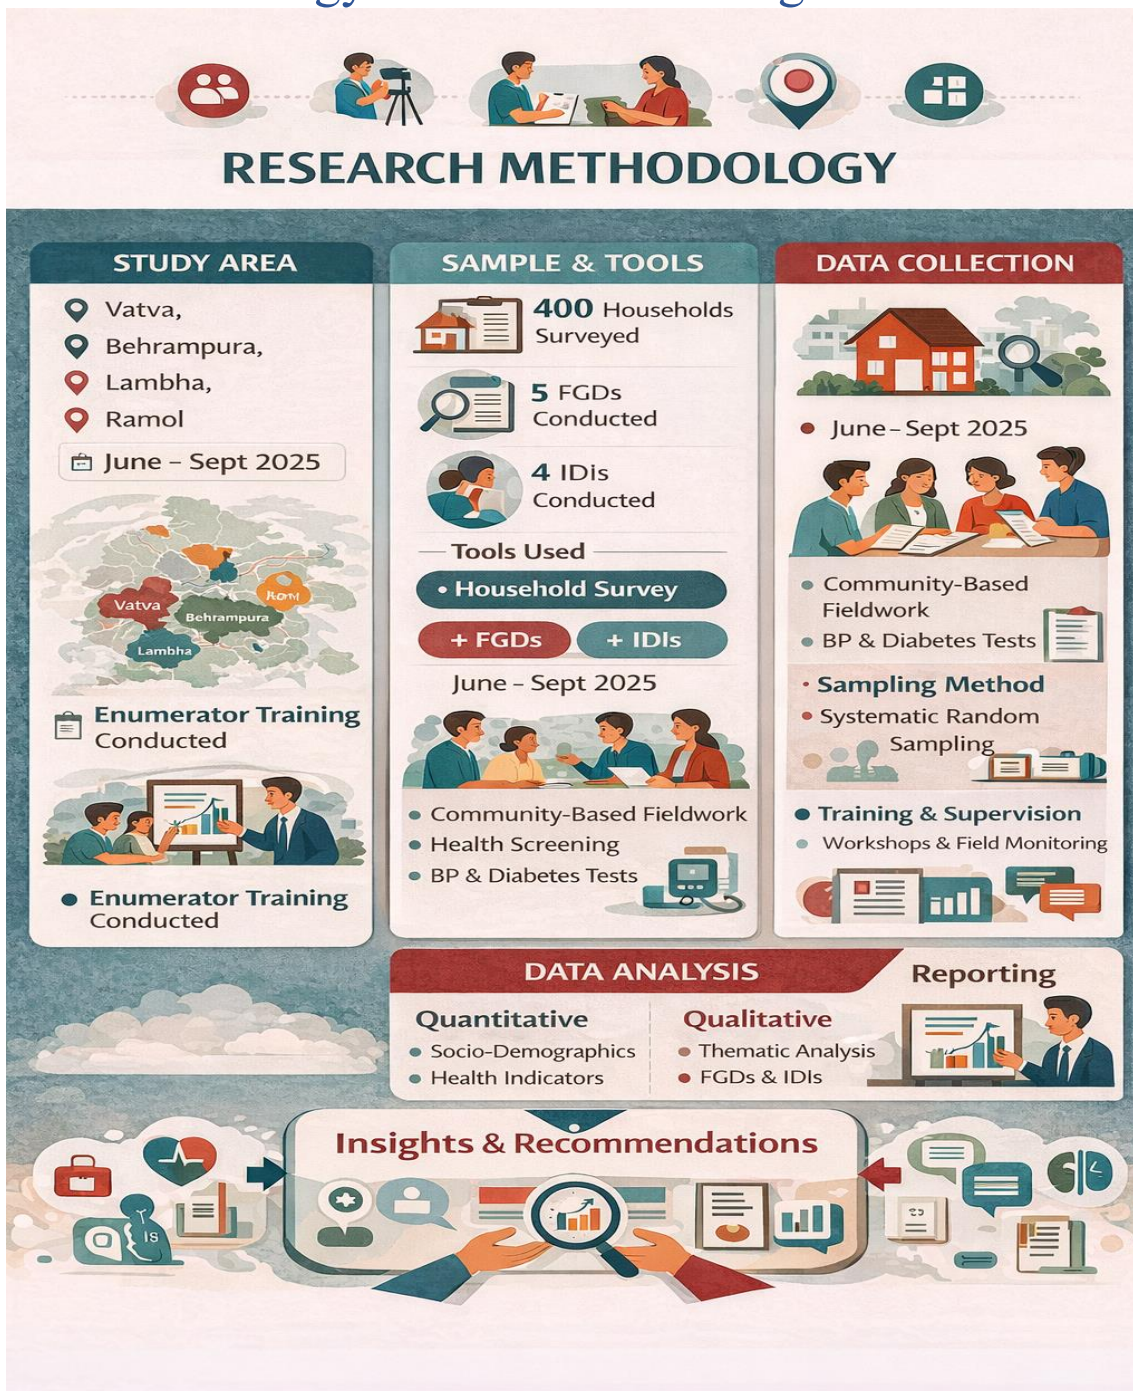 RESEARCH METHODOLOGY
STUDY AREA
Vatva,
Behrampura,
Lambha,
Ramol
June – Sept 2025
Vatva
Behrampura
Lambha
Enumerator Training
Conducted
• Enumerator Training
Conducted
SAMPLE & TOOLS
400 Households
Surveyed
5 FGDs
Conducted
4 IDis
Conducted
Tools Used
• Household Survey
+ FGDs + IDIs
June – Sept 2025
• Community-Based Fieldwork
• Health Screening
• BP & Diabetes Tests
DATA COLLECTION
• June – Sept 2025
• Community-Based
Fieldwork
• BP & Diabetes Tests
• Sampling Method
• Systematic Random
Sampling
• Training & Supervision
• Workshops & Field Monitoring
DATA ANALYSIS
Reporting
Quantitative
• Socio-Demographics
• Health Indicators
Qualitative
• Thematic Analysis
• FGDs & IDIs
Insights & Recommendations